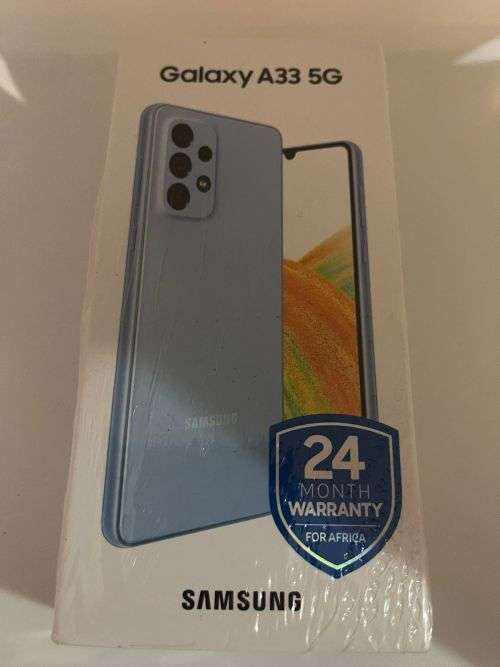 Galaxy A33 5G
SAMSUNG
24
MONTH
WARRANTY
FOR AFRICA
SAMSUNG